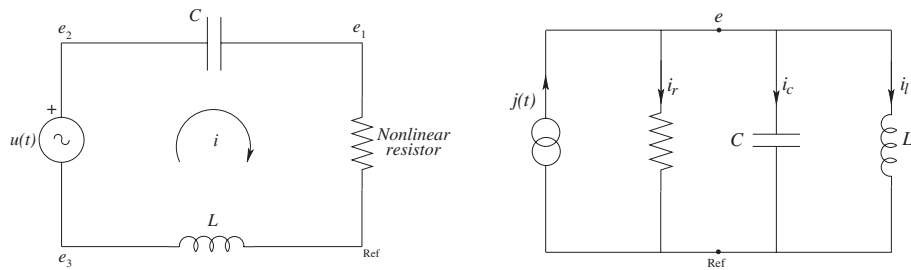 C
e2
e1
+
u(t)
i
Nonlinear
resistor
L
e3
Ref
e
j(t)
ir
ic
il
C
L
Ref